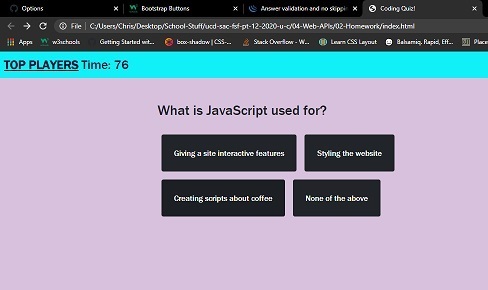 Options
Bootstrap Buttons
Answer validation and no skippin
Coding Quiz!
File
C:/Users/Chris/Desktop/School-Stuff/ucd-sac-fsf-pt-12-2020-u-c/04-Web-APIs/02-Homework/index.html
Apps
w3schools
Getting Started wit...
box-shadow | CSS-...
Stack Overflow - W...
Learn CSS Layout
Balsamiq. Rapid, Eff...
Place
TOP PLAYERS Time: 76
What is JavaScript used for?
Giving a site interactive features
Styling the website
Creating scripts about coffee
None of the above